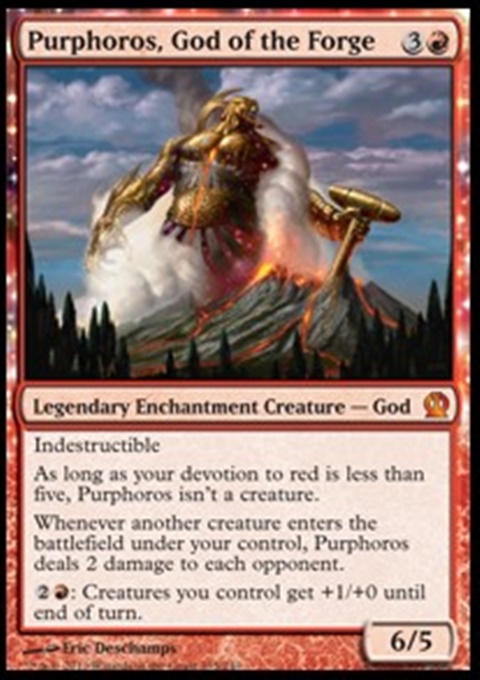 Purphoros, God of the Forge 3
Legendary Enchantment Creature — God
Indestructible
As long as your devotion to red is less than
five, Purphoros isn't a creature.
Whenever another creature enters the
battlefield under your control, Purphoros
deals 2 damage to each opponent.
2 : Creatures you control get +1/+0 until
end of turn.
6/5
Eric Deschamps